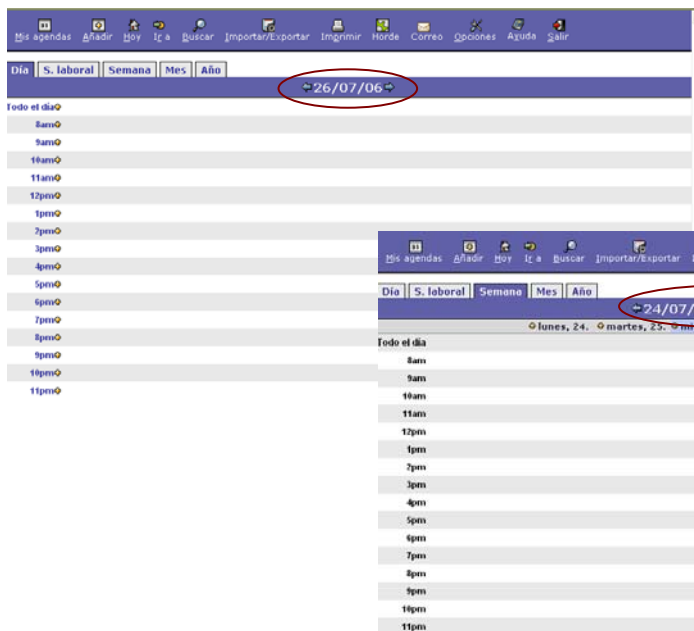 Mis agendas Añadir Hoy Ir a Buscar Importar/Exportar Imprimir Horde Correo Opciones Ayuda Salir
Día S. laboral Semana Mes Año
26/07/06
Todo el día
8am
9am
10am
11am
12pm
1pm
2pm
3pm
4pm
5pm
6pm
7pm
8pm
9pm
10pm
11pm
Mis agendas Añadir Hoy Ir a Buscar Importar/Exportar
Día S. laboral Semana Mes Año
24/07/
lunes, 24. martes, 25. mi
Todo el día
8am
9am
10am
11am
12pm
1pm
2pm
3pm
4pm
5pm
6pm
7pm
8pm
9pm
10pm
11pm